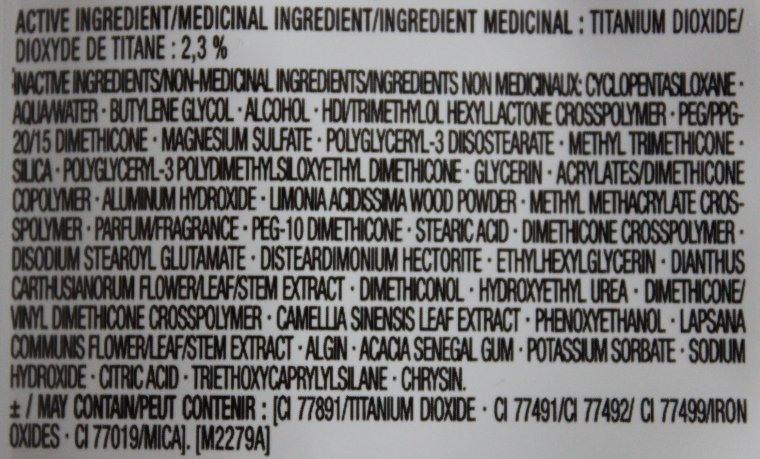 ACTIVE INGREDIENT/MEDICINAL INGREDIENT/INGREDIENT MEDICINAL : TITANIUM DIOXIDE/
DIOXYDE DE TITANE : 2,3 %
INACTIVE INGREDIENTS/NON-MEDICINAL INGREDIENTS/INGREDIENTS NON MEDICINAUX: CYCLOPENTASILOXANE ·
AQUA/WATER · BUTYLENE GLYCOL · ALCOHOL · HDI/TRIMETHYLOL HEXYLLACTONE CROSSPOLYMER · PEG/PPG-
20/15 DIMETHICONE · MAGNESIUM SULFATE · POLYGLYCERYL-3 DIISOSTEARATE · METHYL TRIMETHICONE ·
SILICA · POLYGLYCERYL-3 POLYDIMETHYLSILOXYETHYL DIMETHICONE · GLYCERIN · ACRYLATES/DIMETHICONE
COPOLYMER · ALUMINUM HYDROXIDE · LIMONIA ACIDISSIMA WOOD POWDER · METHYL METHACRYLATE CROS-
SPOLYMER · PARFUM/FRAGRANCE · PEG-10 DIMETHICONE · STEARIC ACID · DIMETHICONE CROSSPOLYMER ·
DISODIUM STEAROYL GLUTAMATE · DISTEARDIMONIUM HECTORITE · ETHYLHEXYLGLYCERIN · DIANTHUS
CARTHUSIANORUM FLOWER/LEAF/STEM EXTRACT · DIMETHICONOL · HYDROXYETHYL UREA · DIMETHICONE/
VINYL DIMETHICONE CROSSPOLYMER · CAMELLIA SINENSIS LEAF EXTRACT · PHENOXYETHANOL · LAPSANA
COMMUNIS FLOWER/LEAF/STEM EXTRACT · ALGIN · ACACIA SENEGAL GUM · POTASSIUM SORBATE · SODIUM
HYDROXIDE · CITRIC ACID · TRIETHOXYCAPRYLYLSILANE · CHRYSIN.
± / MAY CONTAIN/PEUT CONTENIR : [CI 77891/TITANIUM DIOXIDE · CI 77491/CI 77492/ CI 77499/IRON
OXIDES · CI 77019/MICA]. [M2279A]